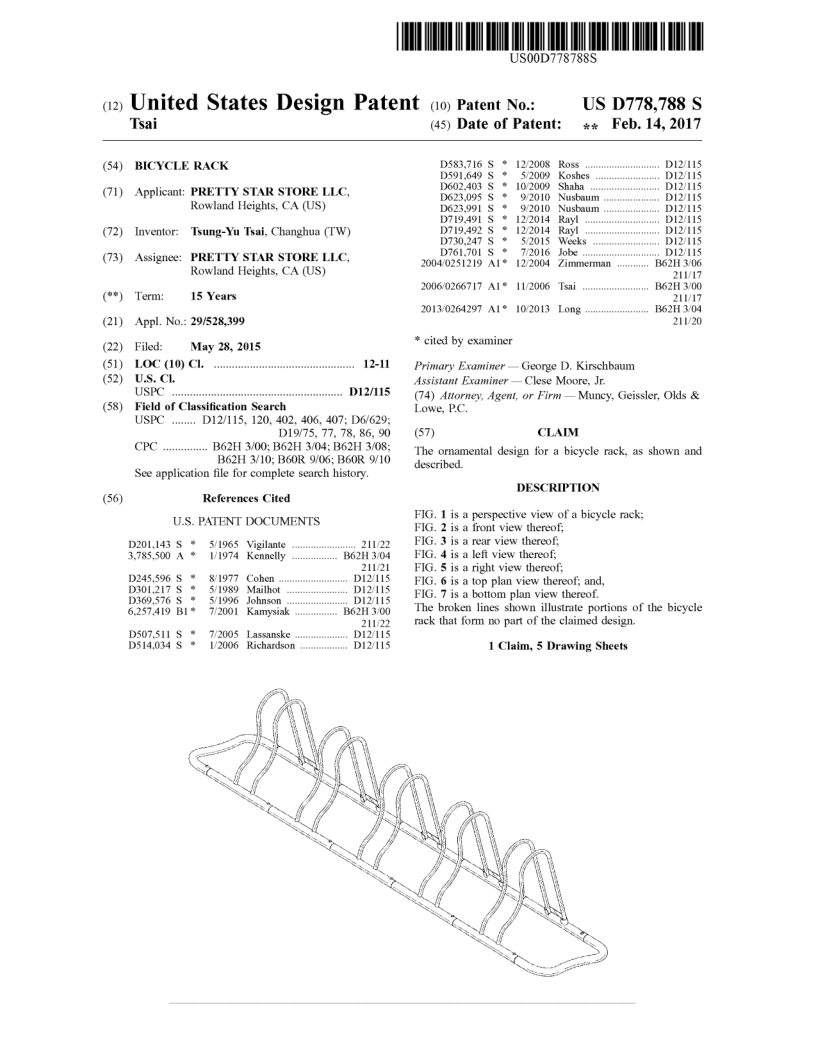 US00D778788S
(12) United States Design Patent (10) Patent No.: US D778,788 S
Tsai (45) Date of Patent: ** Feb. 14, 2017
(54) BICYCLE RACK
(71) Applicant: PRETTY STAR STORE LLC,
Rowland Heights, CA (US)
(72) Inventor: Tsung-Yu Tsai, Changhua (TW)
(73) Assignee: PRETTY STAR STORE LLC,
Rowland Heights, CA (US)
(**) Term: 15 Years
(21) Appl. No.: 29/528,399
(22) Filed: May 28, 2015
(51) LOC (10) Cl. ............................................... 12-11
(52) U.S. Cl.
USPC ......................................................... D12/115
(58) Field of Classification Search
USPC ........ D12/115, 120, 402, 406, 407; D6/629;
D19/75, 77, 78, 86, 90
CPC ............... B62H 3/00; B62H 3/04; B62H 3/08;
B62H 3/10; B60R 9/06; B60R 9/10
See application file for complete search history.
(56) References Cited
U.S. PATENT DOCUMENTS
D201,143 S * 5/1965 Vigilante ........................ 211/22
3,785,500 A * 1/1974 Kennelly ................. B62H 3/04
211/21
D245,596 S * 8/1977 Cohen .......................... D12/115
D301,217 S * 5/1989 Mailhot ....................... D12/115
D369,576 S * 5/1996 Johnson ....................... D12/115
6,257,419 B1* 7/2001 Kamysiak ............... B62H 3/00
211/22
D507,511 S * 7/2005 Lassanske .................... D12/115
D514,034 S * 1/2006 Richardson .................. D12/115
D583,716 S * 12/2008 Ross ............................ D12/115
D591,649 S * 5/2009 Koshes ........................ D12/115
D602,403 S * 10/2009 Shaha .......................... D12/115
D623,095 S * 9/2010 Nusbaum ..................... D12/115
D623,991 S * 9/2010 Nusbaum ..................... D12/115
D719,491 S * 12/2014 Rayl ............................ D12/115
D719,492 S * 12/2014 Rayl ............................ D12/115
D730,247 S * 5/2015 Weeks ......................... D12/115
D761,701 S * 7/2016 Jobe ............................. D12/115
2004/0251219 A1* 12/2004 Zimmerman ........... B62H 3/06
211/17
2006/0266717 A1* 11/2006 Tsai ......................... B62H 3/00
211/17
2013/0264297 A1* 10/2013 Long ........................ B62H 3/04
211/20
* cited by examiner
Primary Examiner — George D. Kirschbaum
Assistant Examiner — Clese Moore, Jr.
(74) Attorney, Agent, or Firm — Muncy, Geissler, Olds &
Lowe, P.C.
(57) CLAIM
The ornamental design for a bicycle rack, as shown and
described.
DESCRIPTION
FIG. 1 is a perspective view of a bicycle rack;
FIG. 2 is a front view thereof;
FIG. 3 is a rear view thereof;
FIG. 4 is a left view thereof;
FIG. 5 is a right view thereof;
FIG. 6 is a top plan view thereof; and,
FIG. 7 is a bottom plan view thereof.
The broken lines shown illustrate portions of the bicycle
rack that form no part of the claimed design.
1 Claim, 5 Drawing Sheets